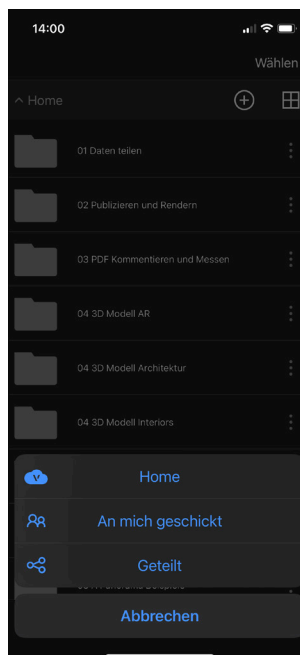 14:00
Wählen
Home
01 Daten teilen
02 Publizieren und Rendern
03 PDF Kommentieren und Messen
04 3D Modell AR
04 3D Modell Architektur
04 3D Modell Interiors
Home
An mich geschickt
Geteilt
Abbrechen